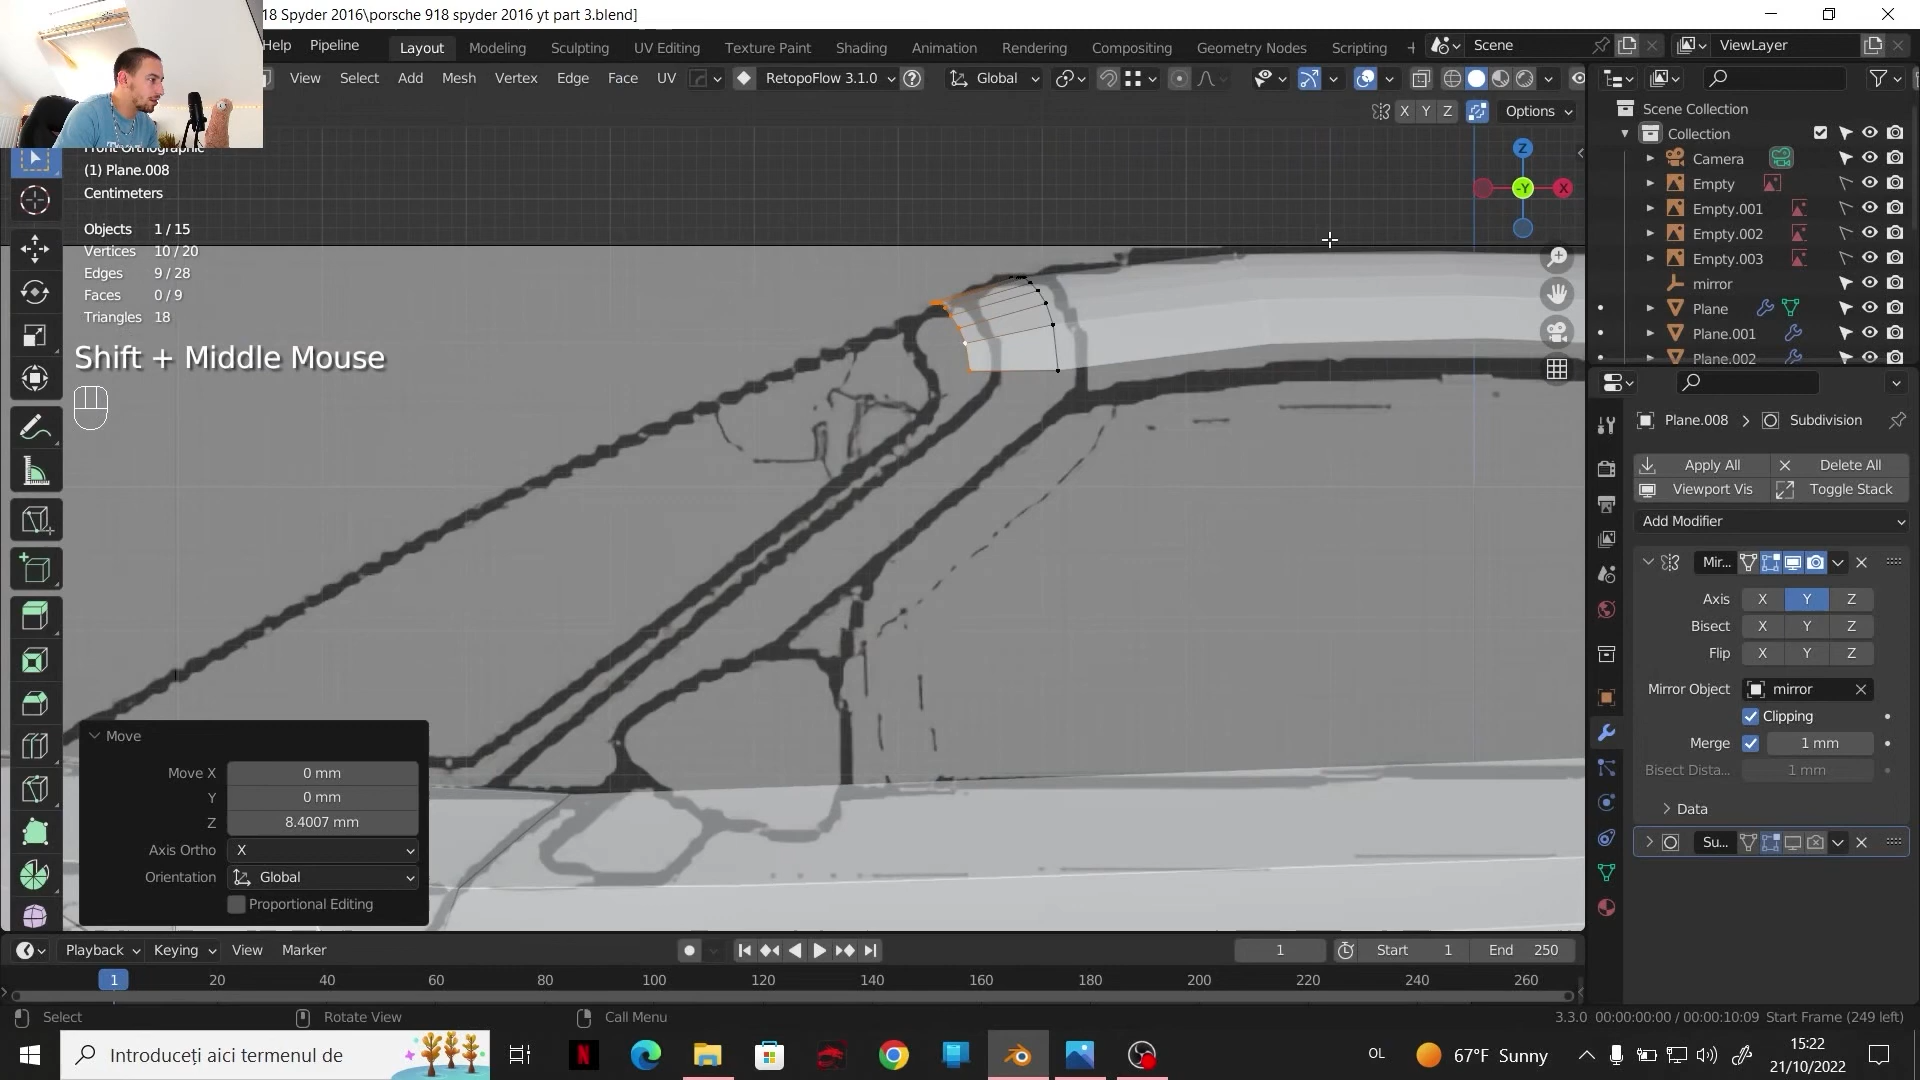 18 Spyder 2016\porsche 918 spyder 2016 yt part 3.blend]
Help Pipeline Layout Modeling Sculpting UV Editing Texture Paint Shading Animation Rendering Compositing Geometry Nodes Scripting Scene ViewLayer
View Select Add Mesh Vertex Edge Face UV RetopoFlow 3.1.0 Global
X Y Z Options
Front Orthographic
(1) Plane.008
Centimeters
Objects 1 / 15
Vertices 10 / 20
Edges 9 / 28
Faces 0 / 9
Triangles 18
Shift + Middle Mouse
Z
-Y
X
Scene Collection
Collection
Camera
Empty
Empty.001
Empty.002
Empty.003
mirror
Plane
Plane.001
Plane.002
Plane.008 > Subdivision
Apply All Delete All
Viewport Vis Toggle Stack
Add Modifier
Mir...
Axis X Y Z
Bisect X Y Z
Flip X Y Z
Mirror Object mirror
Clipping
Merge 1 mm
Bisect Dista... 1 mm
Data
Su...
Move
Move X 0 mm
Y 0 mm
Z 8.4007 mm
Axis Ortho X
Orientation Global
Proportional Editing
Playback Keying View Marker 1 Start 1 End 250
1 20 40 60 80 100 120 140 160 180 200 220 240 260
Select Rotate View Call Menu 3.3.0 00:00:00:00 / 00:00:10:09 Start Frame (249 left)
Introduceți aici termenul de OL 67°F Sunny 15:22
21/10/2022